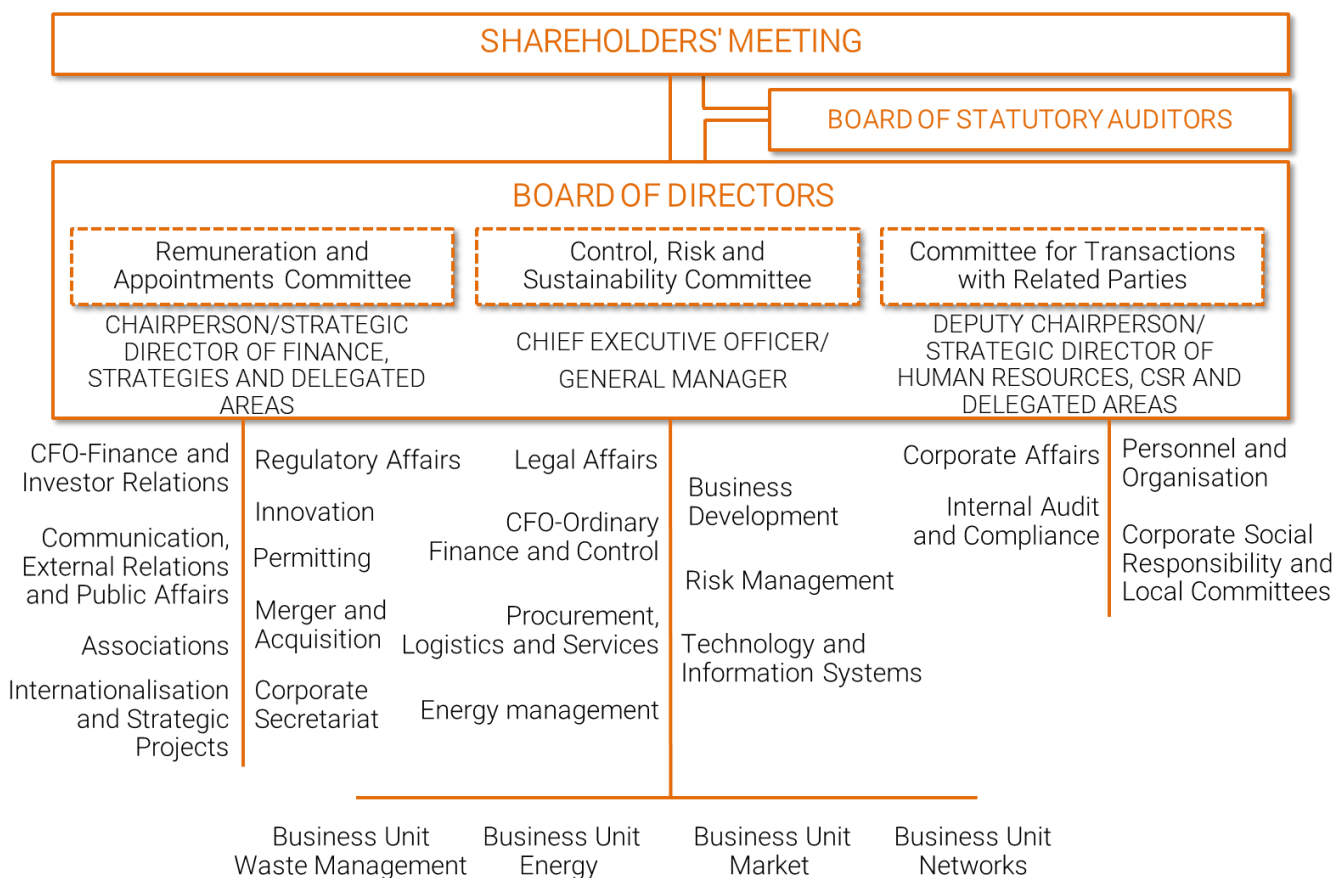 SHAREHOLDERS' MEETING
BOARD OF STATUTORY AUDITORS
BOARD OF DIRECTORS
Remuneration and
Appointments Committee
Control, Risk and
Sustainability Committee
Committee for Transactions
with Related Parties
CHAIRPERSON/STRATEGIC
DIRECTOR OF FINANCE,
STRATEGIES AND DELEGATED
AREAS
CHIEF EXECUTIVE OFFICER/
GENERAL MANAGER
DEPUTY CHAIRPERSON/
STRATEGIC DIRECTOR OF
HUMAN RESOURCES, CSR AND
DELEGATED AREAS
CFO-Finance and
Investor Relations
Communication,
External Relations
and Public Affairs
Associations
Internationalisation
and Strategic
Projects
Regulatory Affairs
Innovation
Permitting
Merger and
Acquisition
Corporate
Secretariat
Legal Affairs
CFO-Ordinary
Finance and Control
Procurement,
Logistics and Services
Energy management
Business
Development
Risk Management
Technology and
Information Systems
Corporate Affairs
Internal Audit
and Compliance
Personnel and
Organisation
Corporate Social
Responsibility and
Local Committees
Business Unit
Waste Management
Business Unit
Energy
Business Unit
Market
Business Unit
Networks